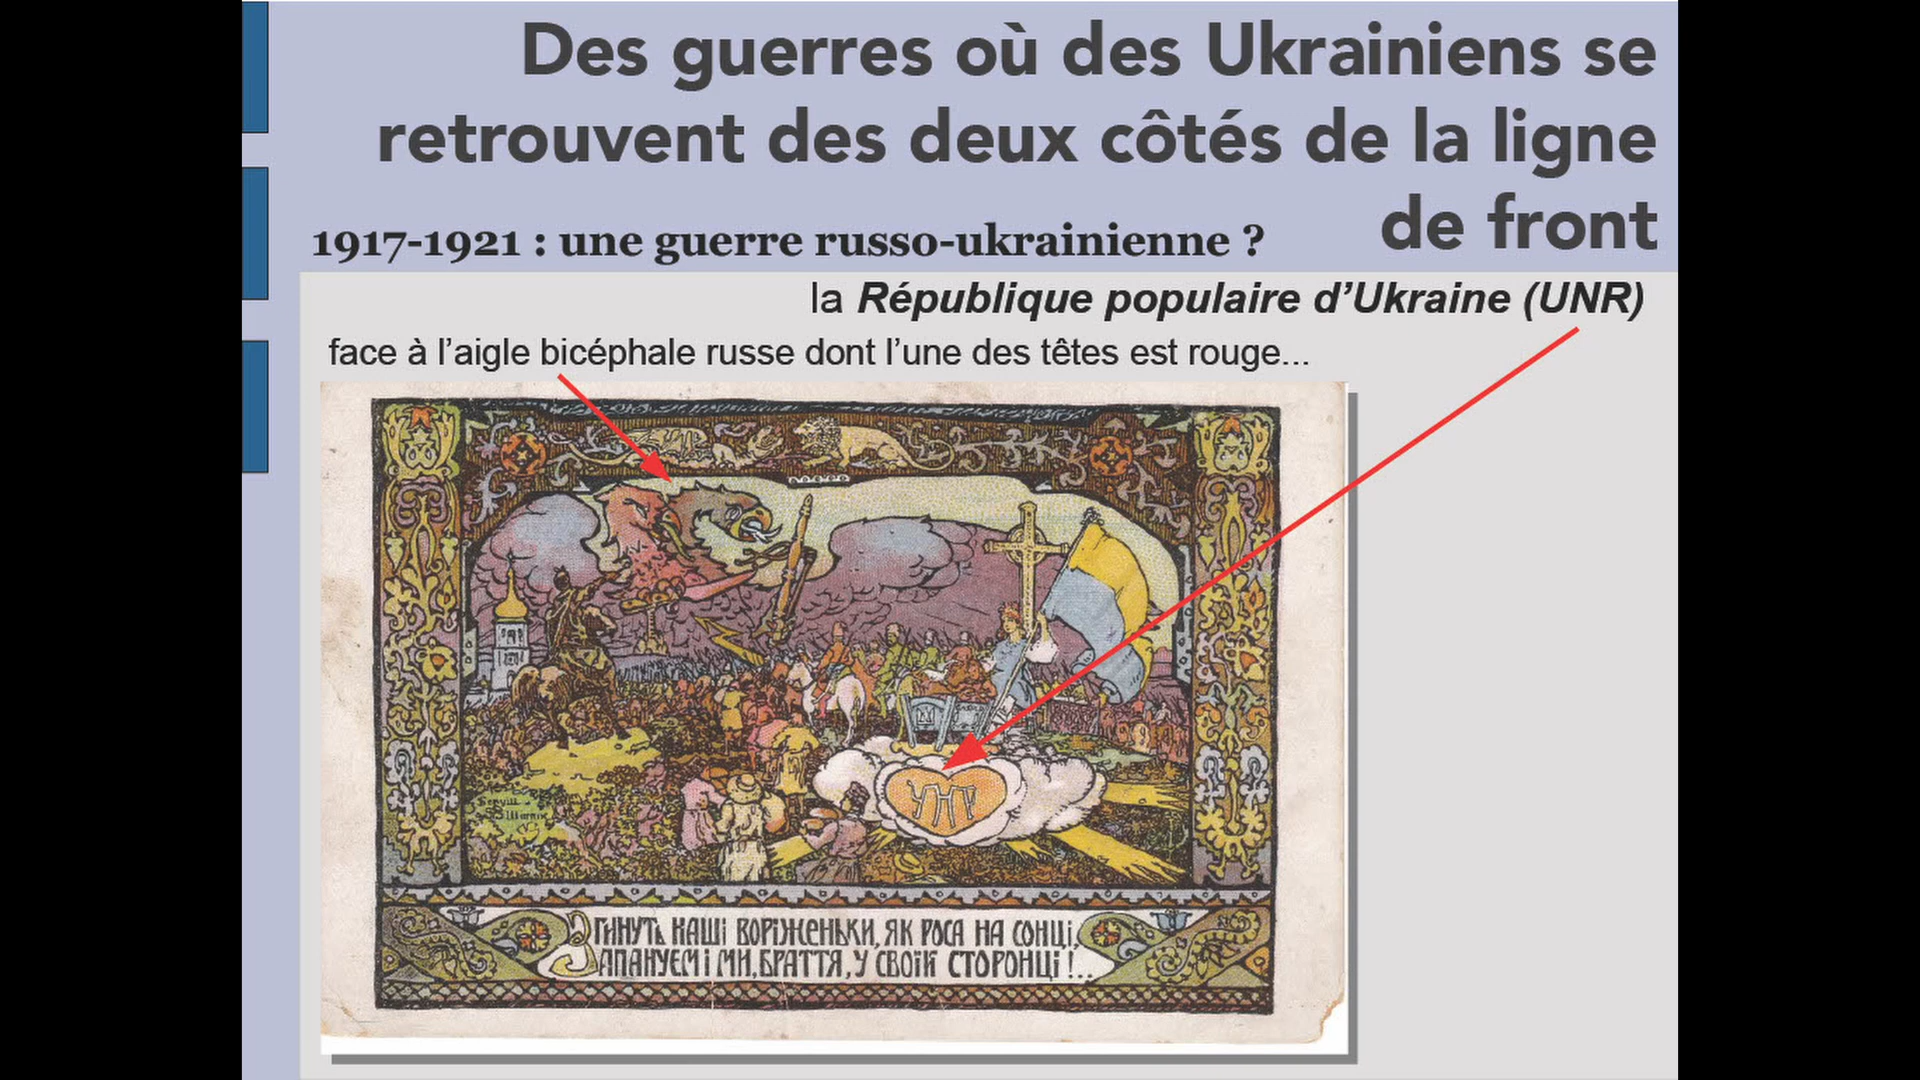 Des guerres où des Ukrainiens se
retrouvent des deux côtés de la ligne
de front
1917-1921 : une guerre russo-ukrainienne ?
la République populaire d’Ukraine (UNR)
face à l’aigle bicéphale russe dont l’une des têtes est rouge...
УНР
ЗГИНУТЬ НАШІ ВОРІЖЕНЬКИ, ЯК РОСА НА СОНЦІ,
ЗАПАНУЄМ І МИ, БРАТТЯ, У СВОЇЙ СТОРОНЦІ !...